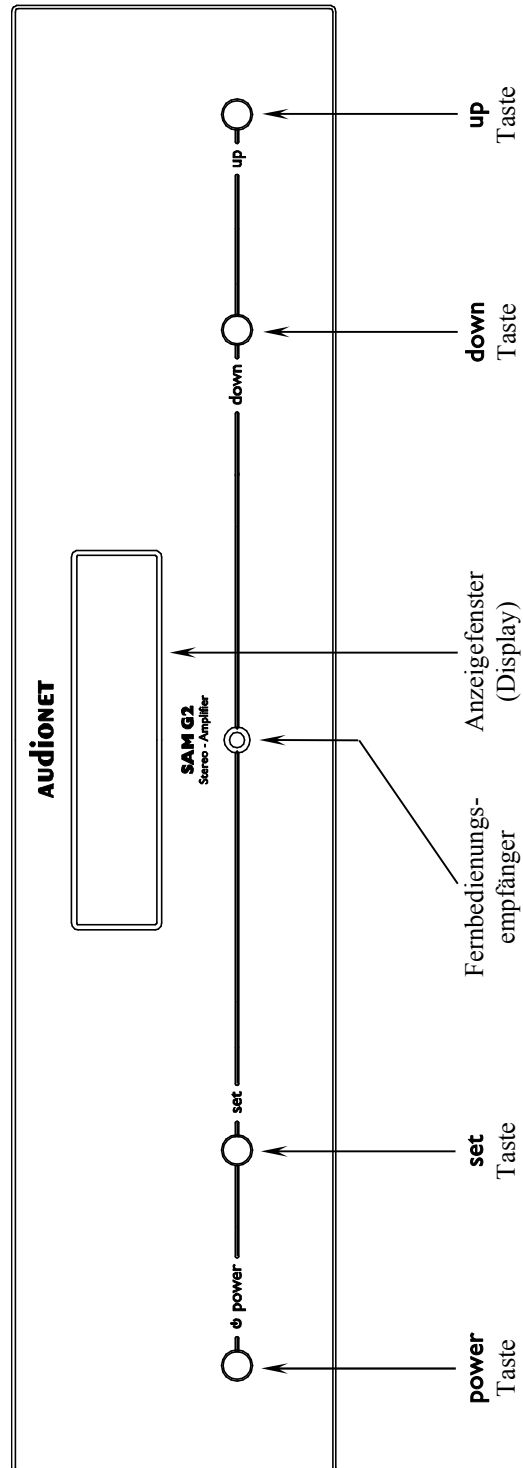 AUDIONET
SAM G2
Stereo - Amplifier
power
set
down
up
power
Taste
set
Taste
Fernbedienungs-
empfänger
Anzeigefenster
(Display)
down
Taste
up
Taste